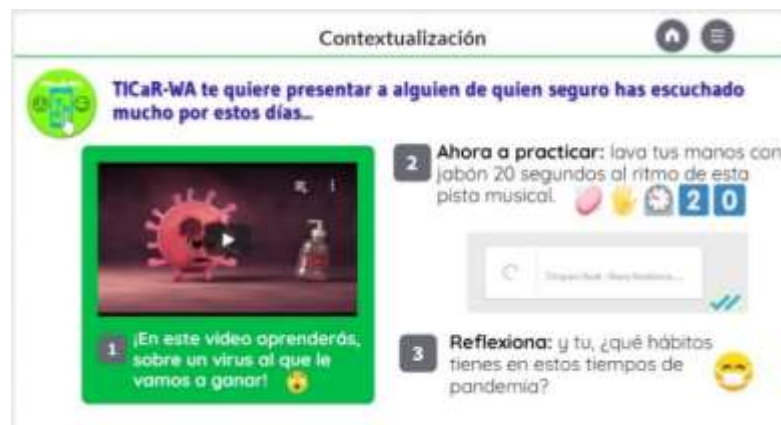 Contextualización
TICaR-WA te quiere presentar a alguien de quien seguro has escuchado
mucho por estos días...
1
¡En este video aprenderás,
sobre un virus al que le
vamos a ganar!
2
Ahora a practicar: lava tus manos con
jabón 20 segundos al ritmo de esta
pista musical.
20
3
Reflexiona: y tu, ¿qué hábitos
tienes en estos tiempos de
pandemia?